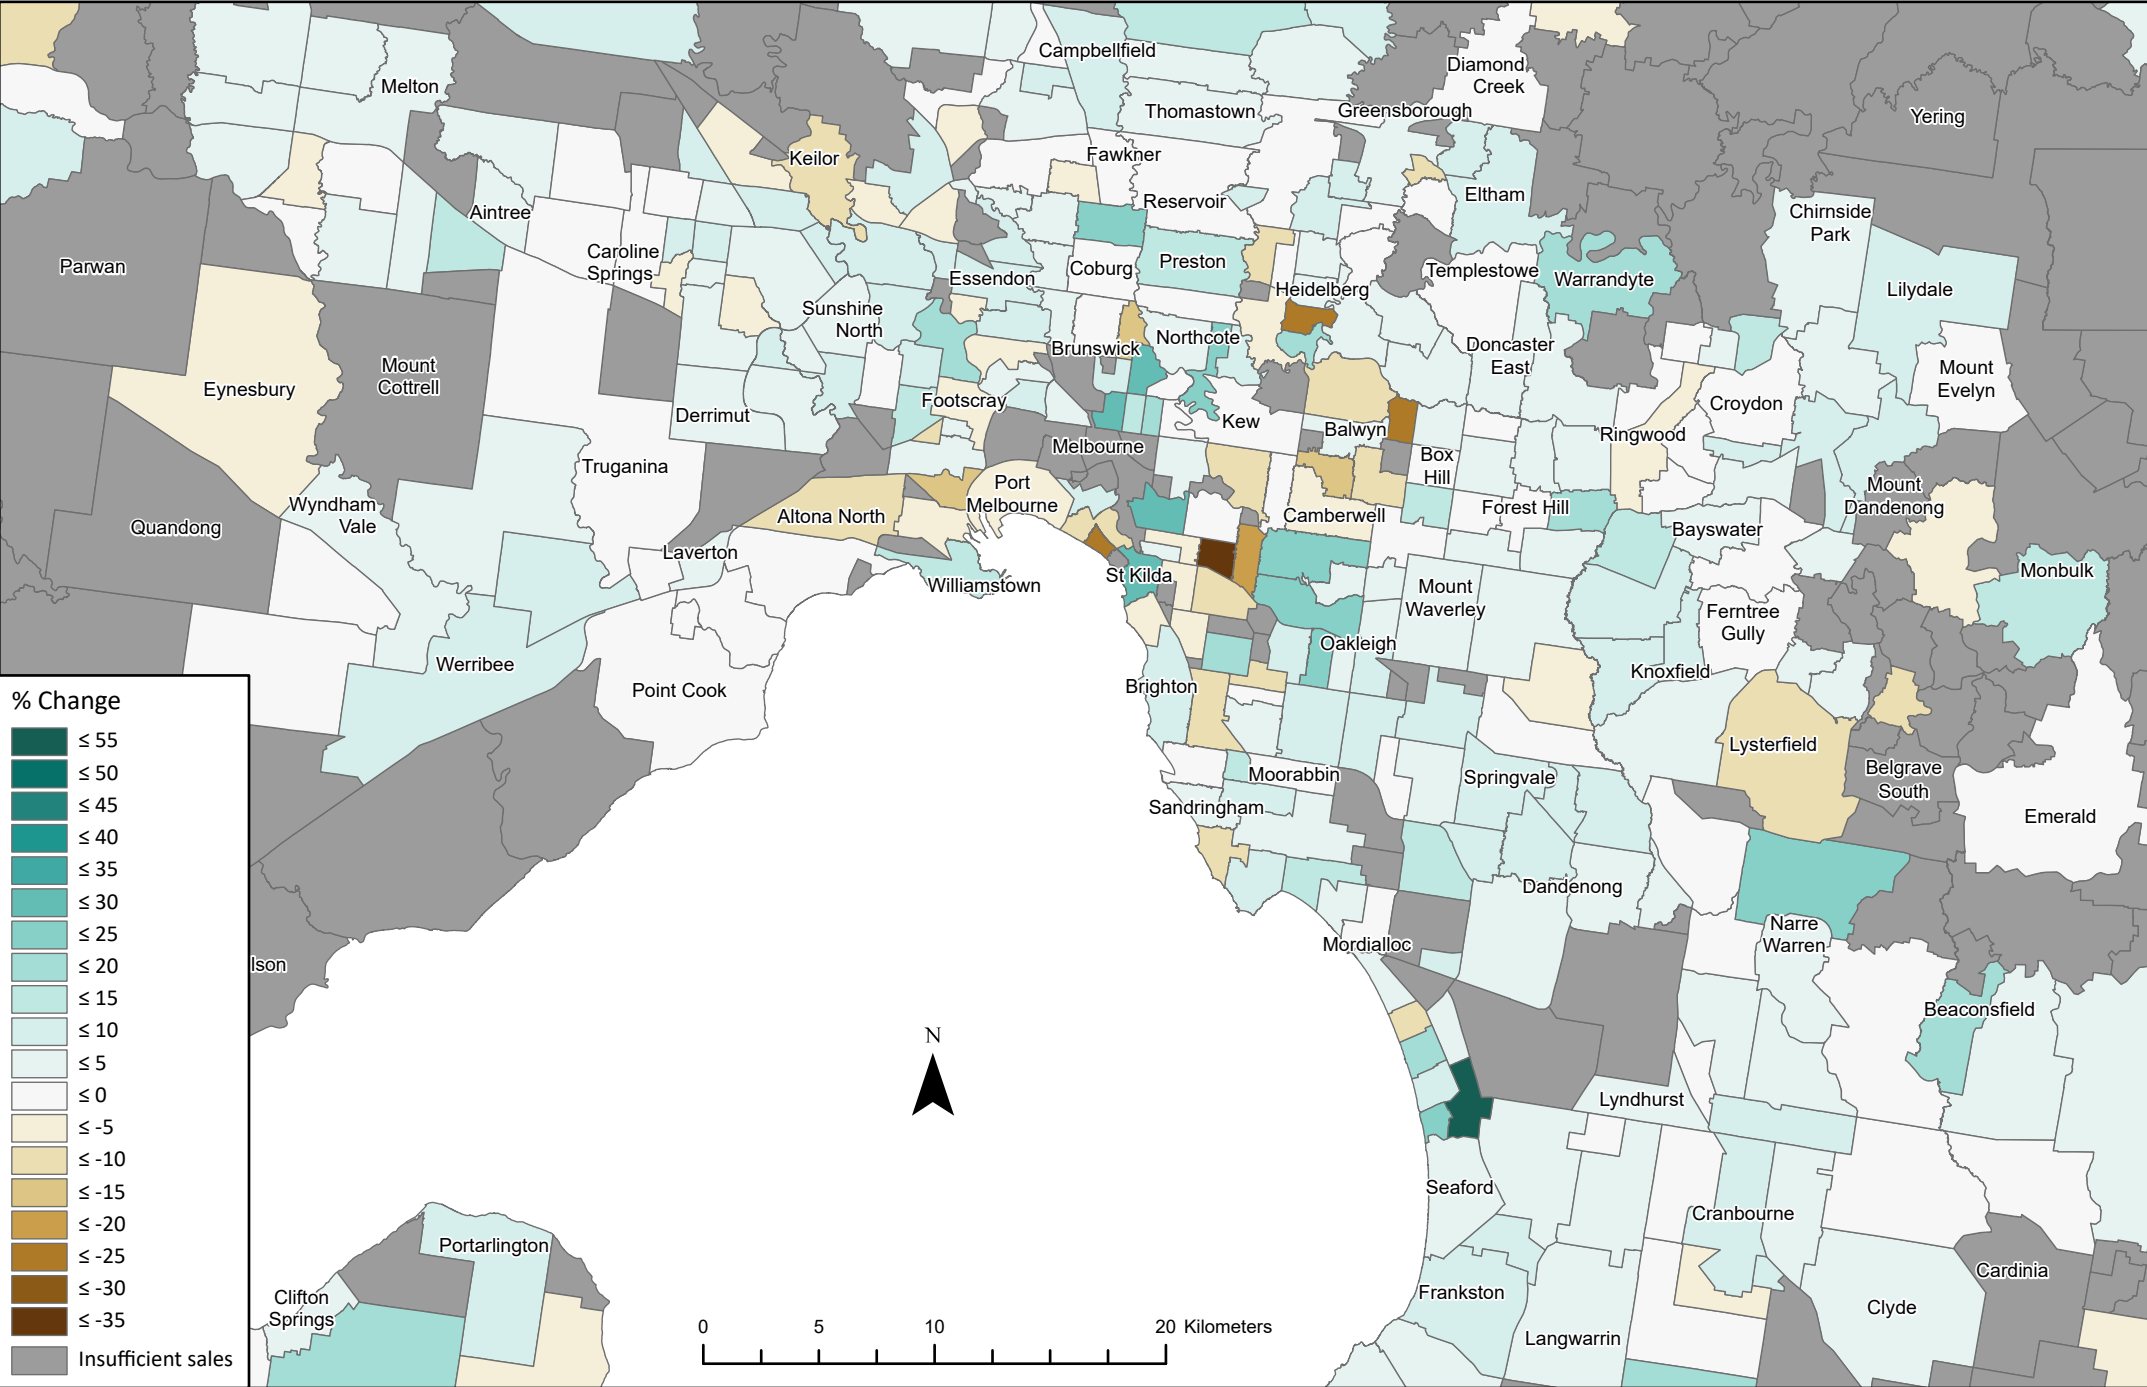 Campbellfield
Diamond
Creek
Melton
Thomastown
Greensborough
Yering
Keilor
Fawkner
Eltham
Reservoir
Aintree
Chirnside
Park
Caroline
Springs
Parwan
Essendon
Coburg
Preston
Templestowe
Warrandyte
Heidelberg
Lilydale
Sunshine
North
Northcote
Brunswick
Doncaster
East
Mount
Cottrell
Mount
Evelyn
Eynesbury
Footscray
Croydon
Derrimut
Kew
Balwyn
Ringwood
Melbourne
Box
Hill
Truganina
Port
Melbourne
Mount
Dandenong
Wyndham
Vale
Altona North
Camberwell
Forest Hill
Quandong
Bayswater
Laverton
Williamstown
St Kilda
Mount
Waverley
Monbulk
Ferntree
Gully
Werribee
Oakleigh
Knoxfield
Point Cook
Brighton
Lysterfield
Moorabbin
Springvale
Belgrave
South
Sandringham
Emerald
Dandenong
Narre
Warren
Mordialloc
lson
Beaconsfield
Lyndhurst
Seaford
Cranbourne
Portarlington
Cardinia
Frankston
Clifton
Springs
Clyde
Langwarrin
% Change
≤ 55
≤ 50
≤ 45
≤ 40
≤ 35
≤ 30
≤ 25
≤ 20
≤ 15
≤ 10
≤ 5
≤ 0
≤ -5
≤ -10
≤ -15
≤ -20
≤ -25
≤ -30
≤ -35
Insufficient sales
N
0 5 10 20 Kilometers